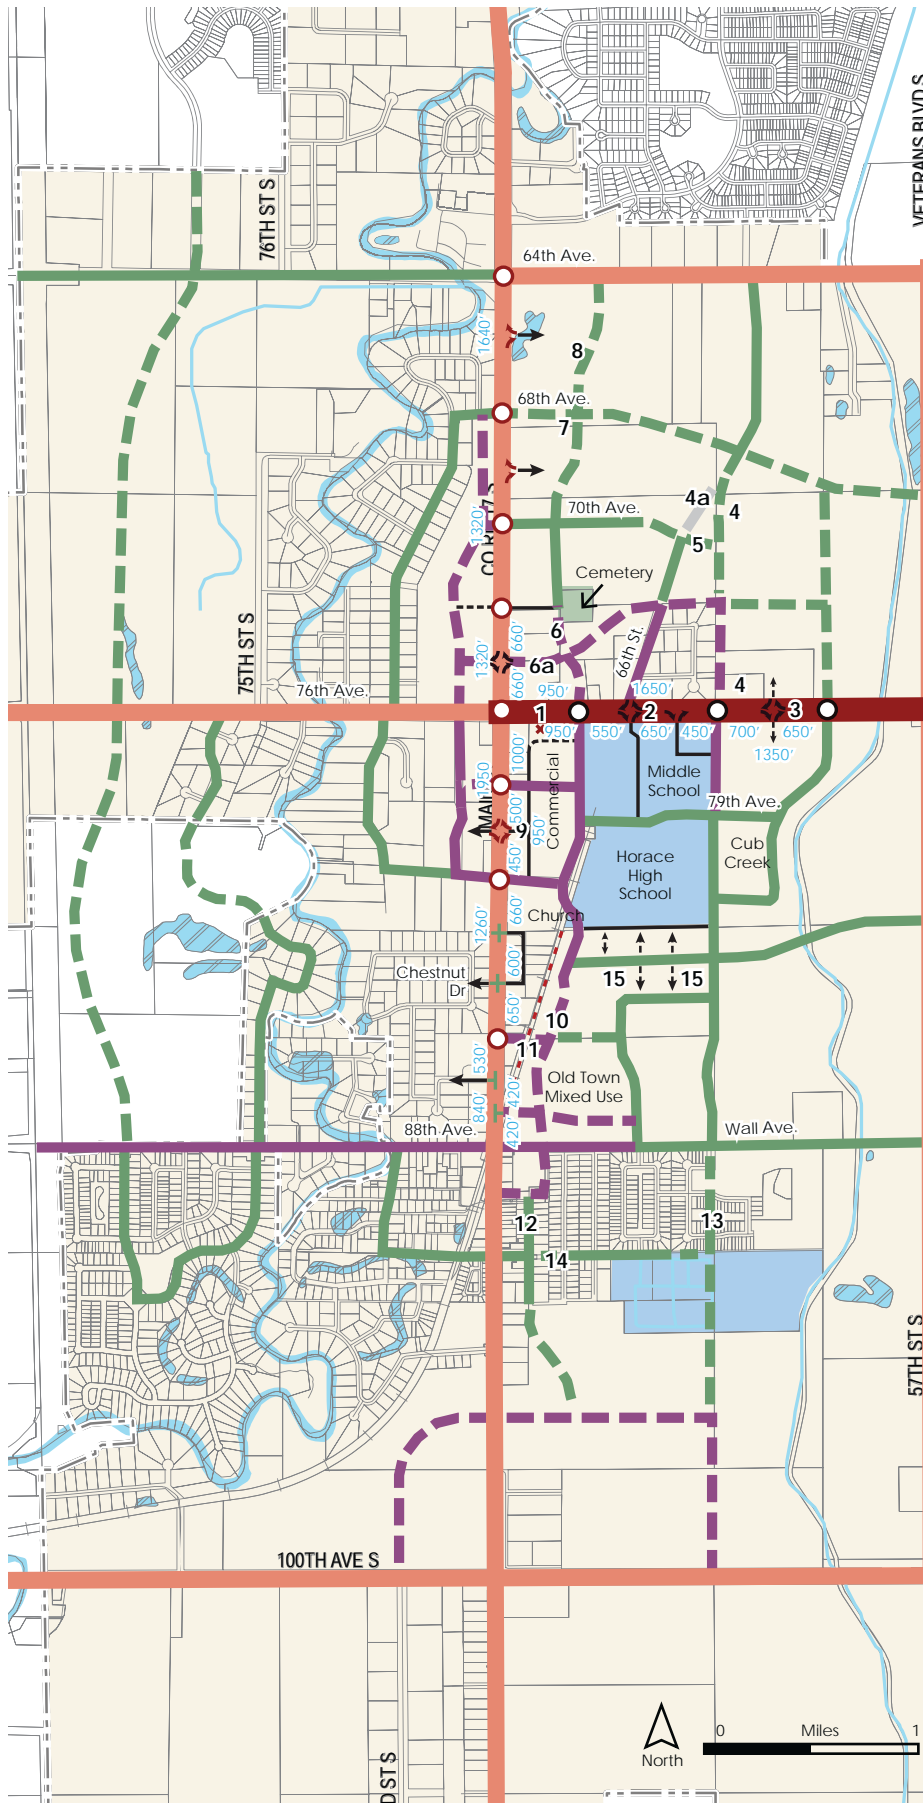 VETERANS BLVD S
76TH ST S
64th Ave.
1640'
8
68th Ave.
7
4a
4
70th Ave.
1320'
5
Cemetery
6
66th St.
75TH ST S
660'
1320'
6a
4
76th Ave.
660'
950'
1650'
1
2
3
950'
550'
650'
450'
700'
650'
1350'
1000'
Commercial
Middle
School
1950
79th Ave.
MAIN
500'
9
950'
450'
Cub
Creek
Horace
High
School
660'
Church
1260'
600'
Chestnut
Dr
15
15
650'
10
11
530'
Old Town
Mixed Use
420'
840'
88th Ave.
420'
Wall Ave.
12
13
14
57TH ST S
100TH AVE S
D ST S
0
Miles
1
North